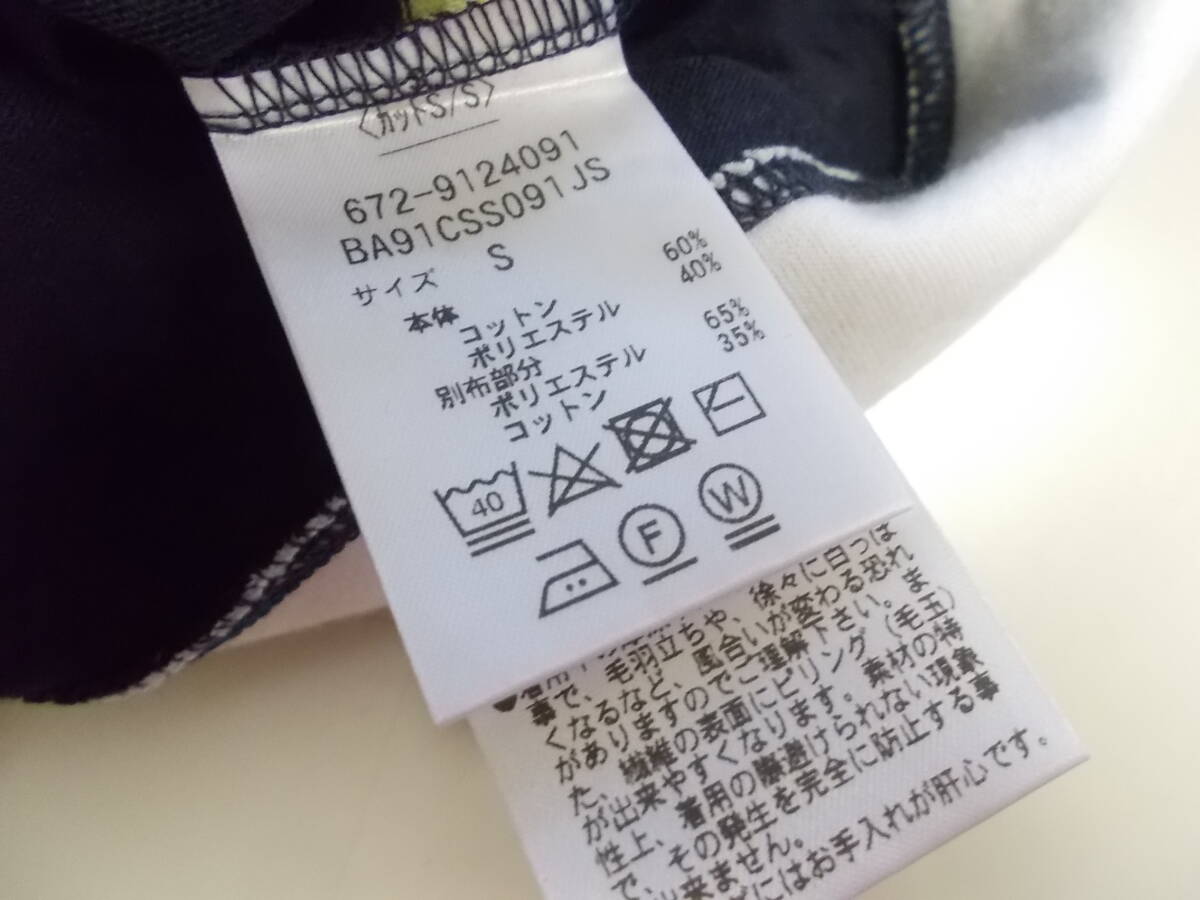 〈カットS/S〉
672-9124091
BA91CSS091JS
サイズ S
本体
コットン 60%
ポリエステル 40%
別布部分
ポリエステル 65%
コットン 35%
40
F
W
で、毛羽立ちや、徐々に白っぽ
くなるなど、風合いが変わる恐れ
がありますのでご理解下さい。ま
た、繊維の表面にピリング(毛玉)
が出来やすくなります。素材の特
性上、着用の際避けられない現象
で、その発生を完全に防止する事
来ません。
にはお手入れが肝心です。